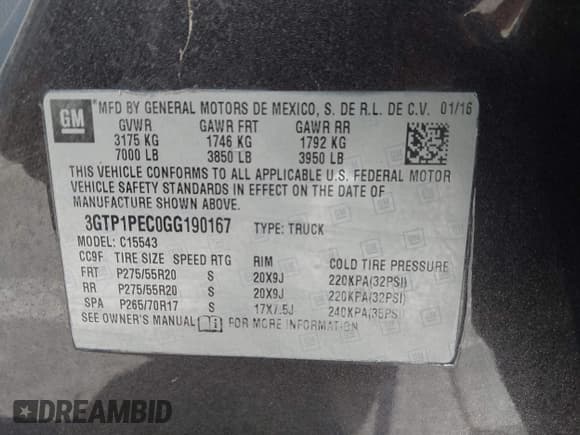 GM
*MFD BY GENERAL MOTORS DE MEXICO, S. DE R.L. DE C.V. 01/16
GVWR GAWR FRT GAWR RR
3175 KG 1746 KG 1792 KG
7000 LB 3850 LB 3950 LB
THIS VEHICLE CONFORMS TO ALL APPLICABLE U.S. FEDERAL MOTOR
VEHICLE SAFETY STANDARDS IN EFFECT ON THE DATE OF
MANUFACTURE SHOWN ABOVE.
3GTP1PEC0GG190167 TYPE: TRUCK
MODEL: C15543
CC9F TIRE SIZE SPEED RTG RIM COLD TIRE PRESSURE
FRT P275/55R20 S 20X9J 220KPA(32PSI)
RR P275/55R20 S 20X9J 220KPA(32PSI)
SPA P265/70R17 S 17X7.5J 240KPA(35PSI)
SEE OWNER'S MANUAL FOR MORE INFORMATION
DREAMBID